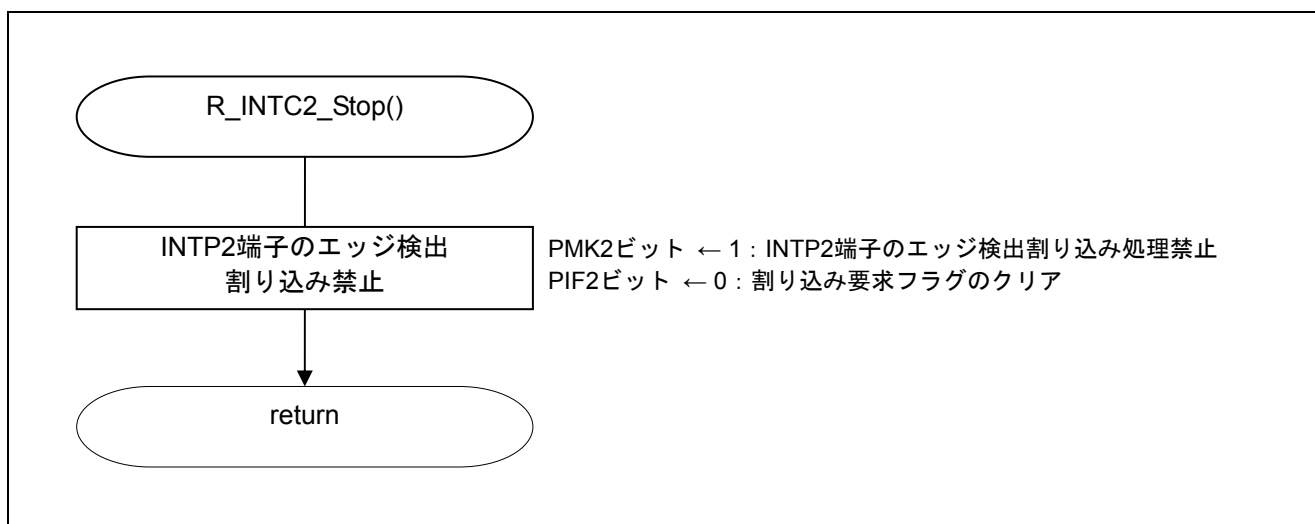 R_INTC2_Stop()
INTP2端子のエッジ検出
割り込み禁止
PMK2ビット ← 1：INTP2端子のエッジ検出割り込み処理禁止
PIF2ビット ← 0：割り込み要求フラグのクリア
return